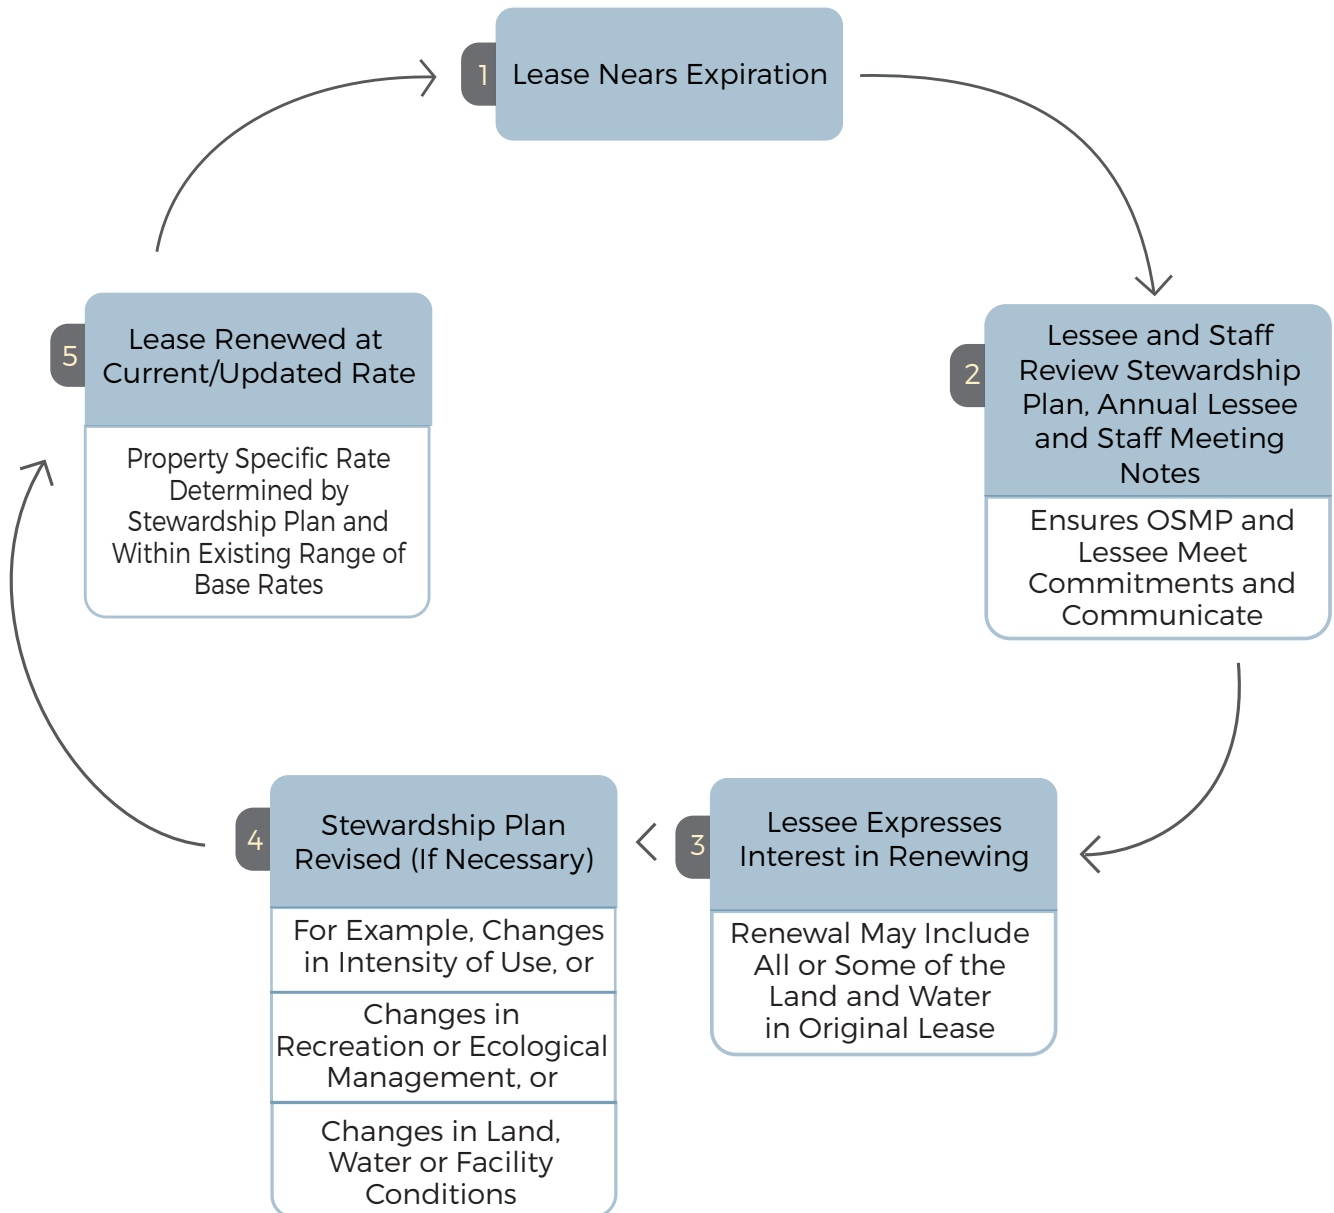 1
Lease Nears Expiration
2
Lessee and Staff
Review Stewardship
Plan, Annual Lessee
and Staff Meeting
Notes
Ensures OSMP and
Lessee Meet
Commitments and
Communicate
3
Lessee Expresses
Interest in Renewing
Renewal May Include
All or Some of the
Land and Water
in Original Lease
4
Stewardship Plan
Revised (If Necessary)
For Example, Changes
in Intensity of Use, or
Changes in
Recreation or Ecological
Management, or
Changes in Land,
Water or Facility
Conditions
5
Lease Renewed at
Current/Updated Rate
Property Specific Rate
Determined by
Stewardship Plan and
Within Existing Range of
Base Rates